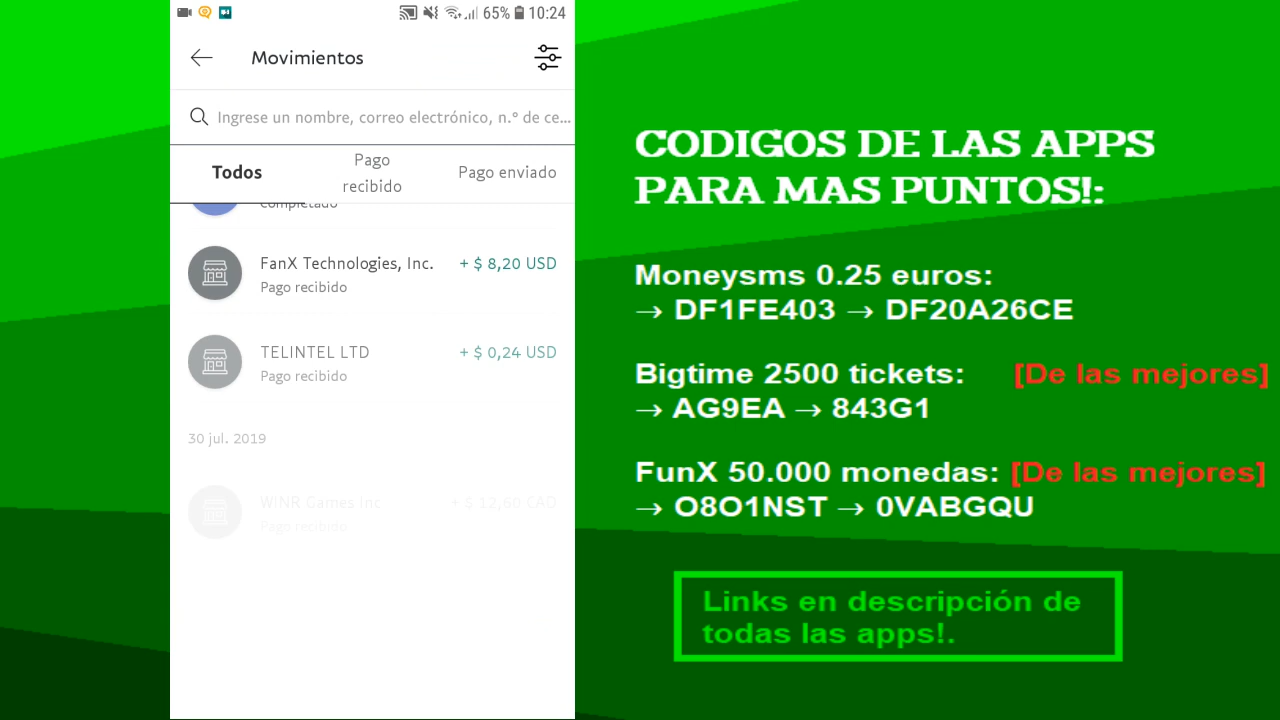 65% 10:24
Movimientos
Ingrese un nombre, correo electrónico, n.° de ce...
Todos
Pago
recibido
Pago enviado
completado
FanX Technologies, Inc. + $ 8,20 USD
Pago recibido
TELINTEL LTD + $ 0,24 USD
Pago recibido
30 jul. 2019
WINR Games Inc + $ 12,60 CAD
Pago recibido
CODIGOS DE LAS APPS
PARA MAS PUNTOS!:
Moneysms 0.25 euros:
→ DF1FE403 → DF20A26CE
Bigtime 2500 tickets: [De las mejores]
→ AG9EA → 843G1
FunX 50.000 monedas: [De las mejores]
→ O8O1NST → 0VABGQU
Links en descripción de
todas las apps!.